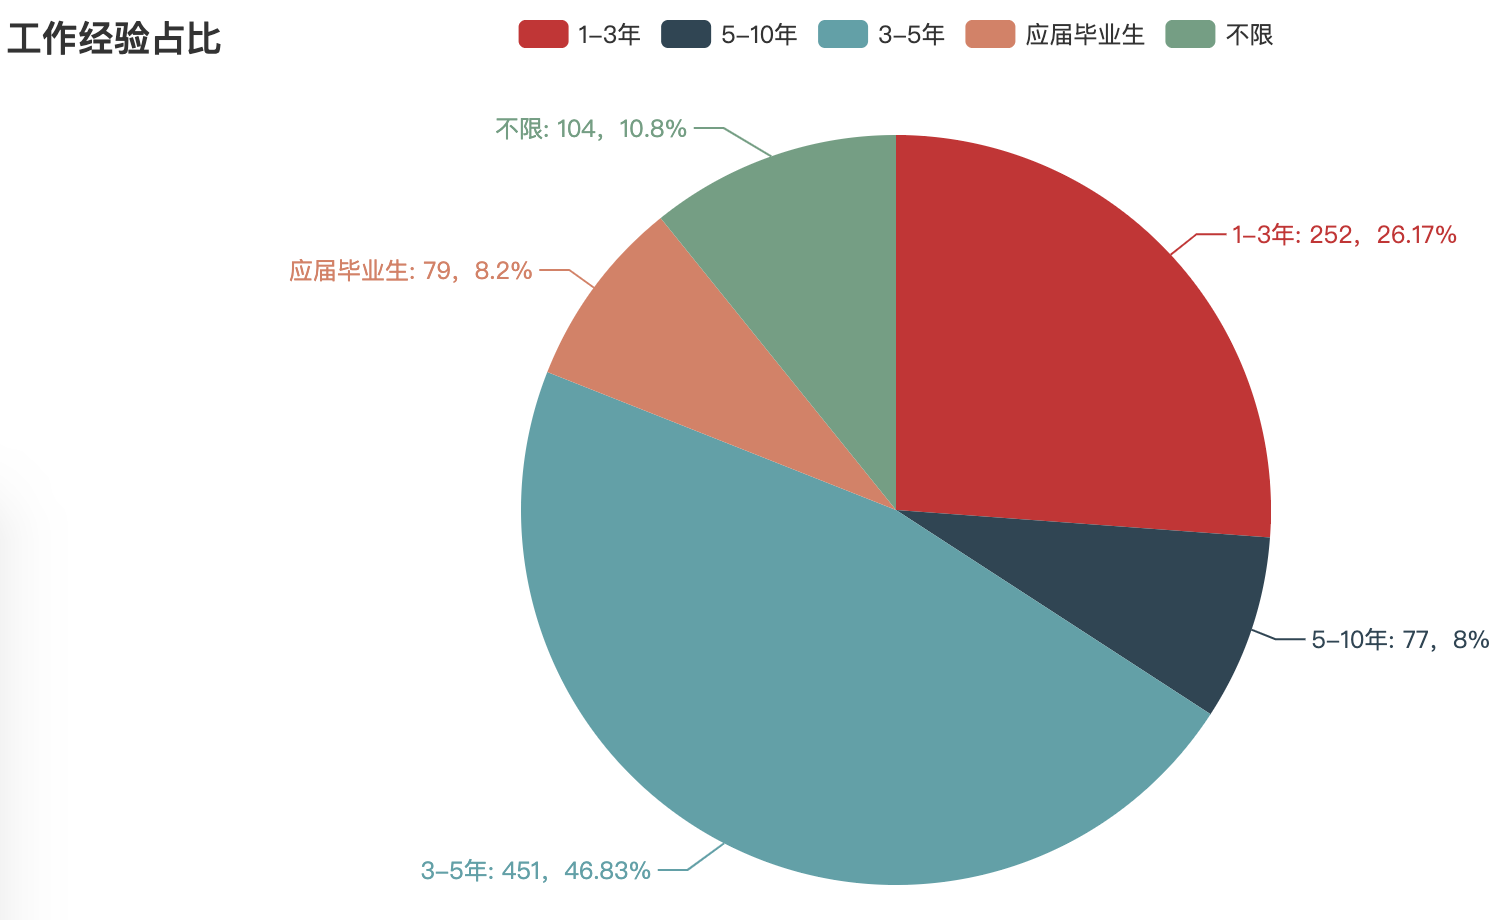 工作经验占比
1-3年
5-10年
3-5年
应届毕业生
不限
不限: 104，10.8%
1-3年: 252，26.17%
应届毕业生: 79，8.2%
5-10年: 77，8%
3-5年: 451，46.83%